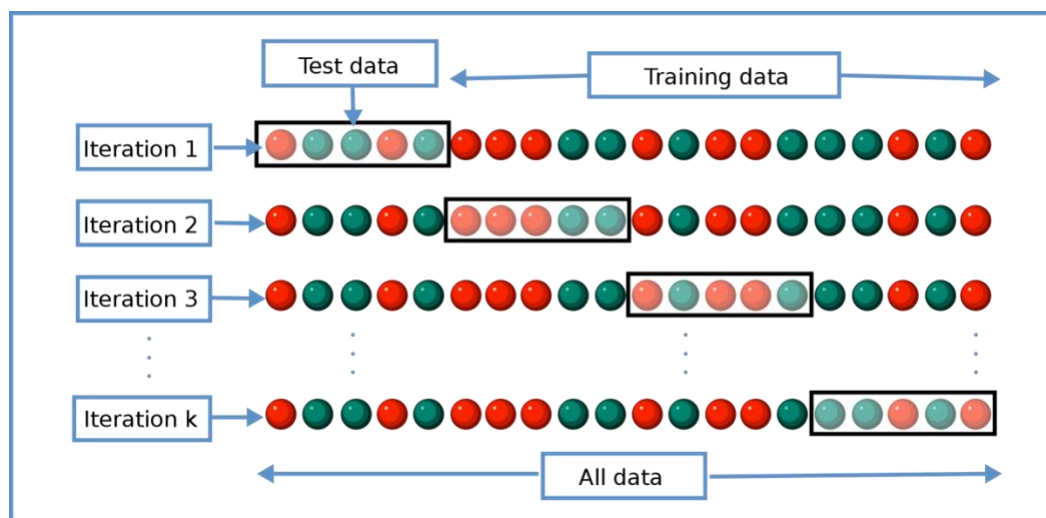 Test data
Training data
Iteration 1
Iteration 2
Iteration 3
Iteration k
All data